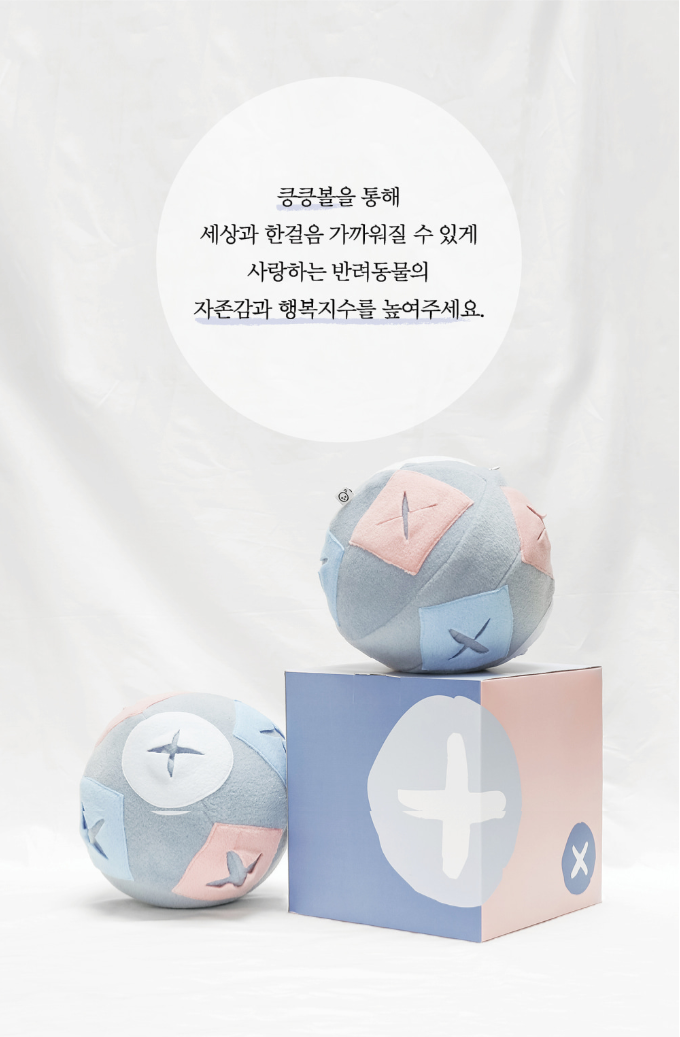 킁킁볼을 통해
세상과 한걸음 가까워질 수 있게
사랑하는 반려동물의
자존감과 행복지수를 높여주세요.